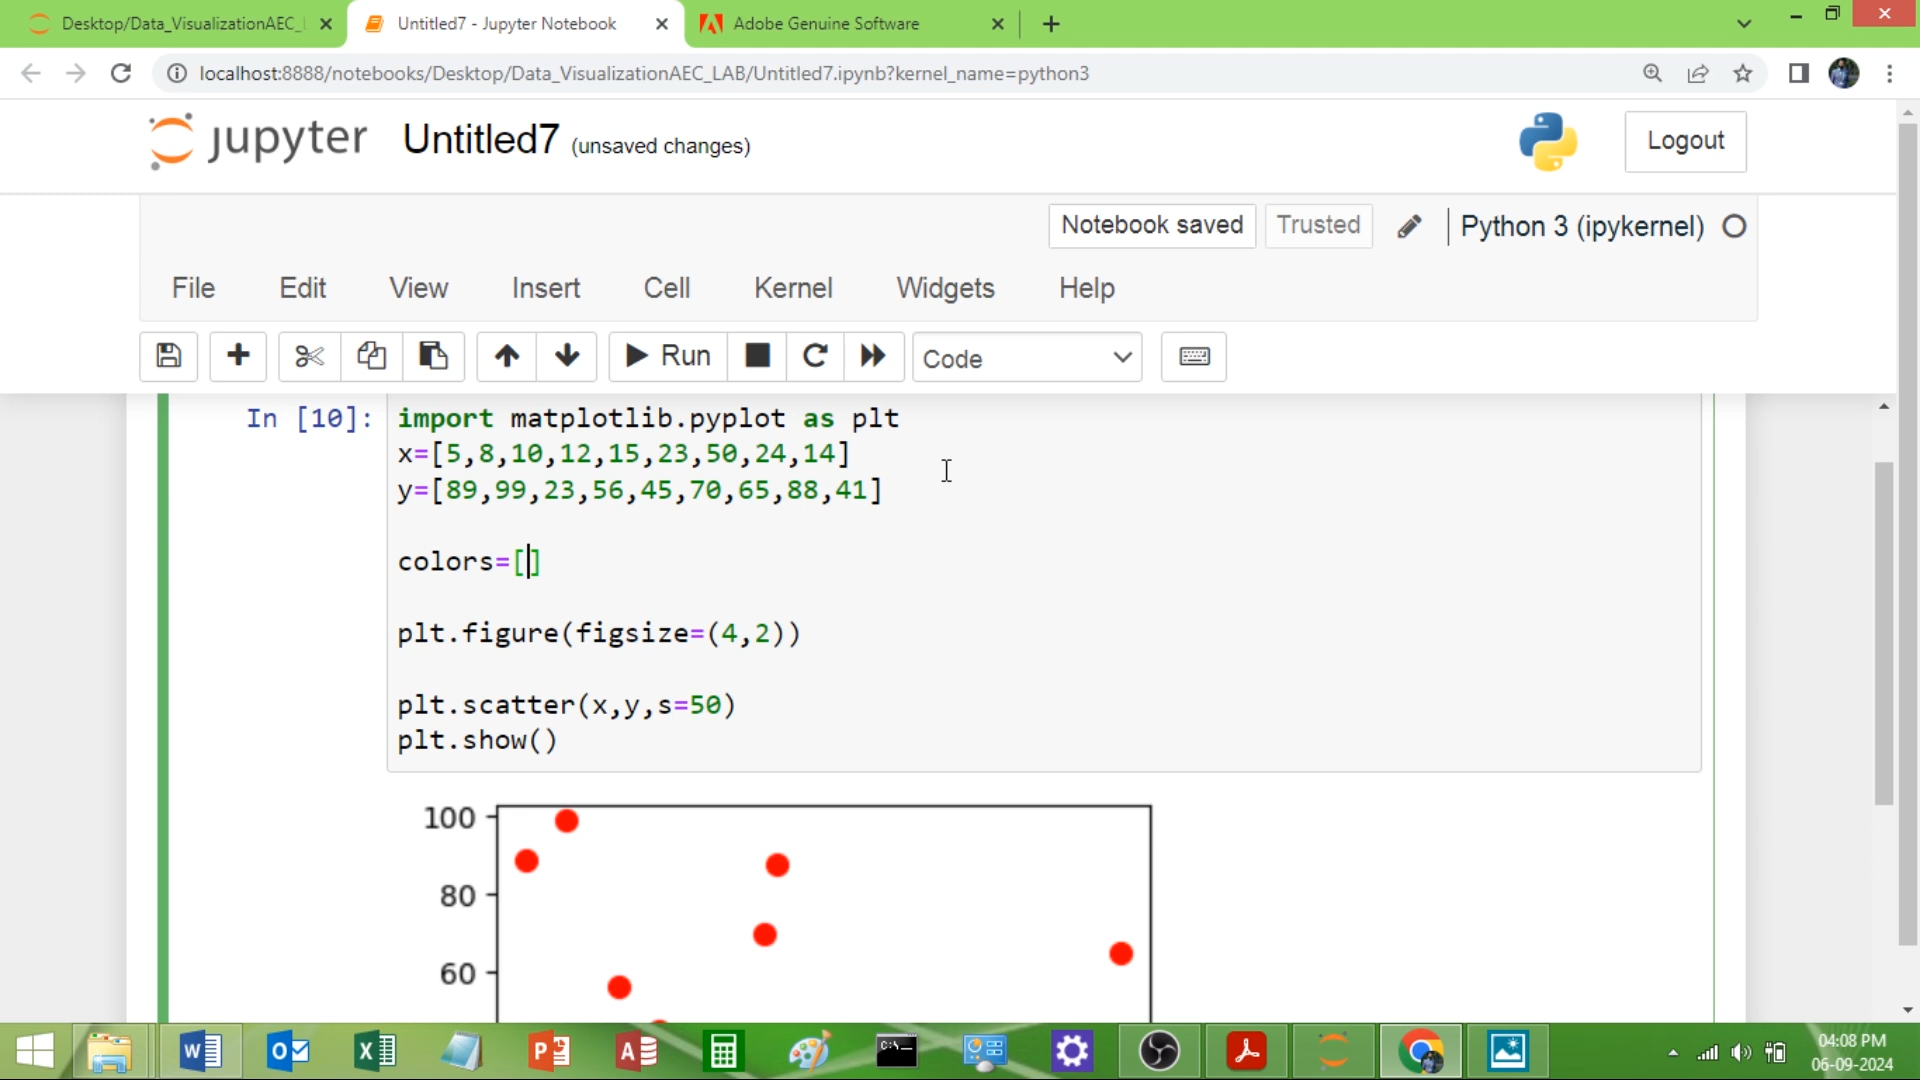 Desktop/Data_VisualizationAEC_L
Untitled7 - Jupyter Notebook
Adobe Genuine Software
localhost:8888/notebooks/Desktop/Data_VisualizationAEC_LAB/Untitled7.ipynb?kernel_name=python3
jupyter Untitled7 (unsaved changes)
Logout
Notebook saved Trusted Python 3 (ipykernel)
File Edit View Insert Cell Kernel Widgets Help
Run Code
In [10]: import matplotlib.pyplot as plt
x=[5,8,10,12,15,23,50,24,14]
y=[89,99,23,56,45,70,65,88,41]
colors=[]
plt.figure(figsize=(4,2))
plt.scatter(x,y,s=50)
plt.show()
100
80
60
04:08 PM
06-09-2024